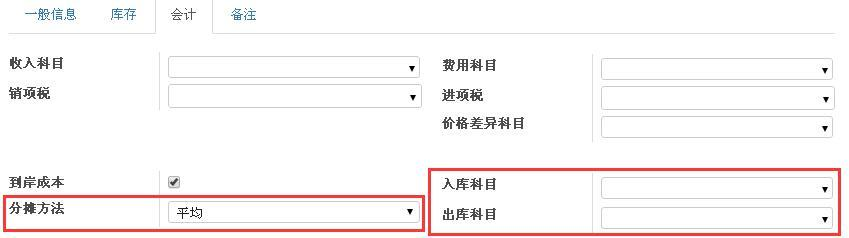 一般信息 库存 会计 备注
收入科目 费用科目
销项税 进项税
价格差异科目
到岸成本 入库科目
分摊方法 平均 出库科目